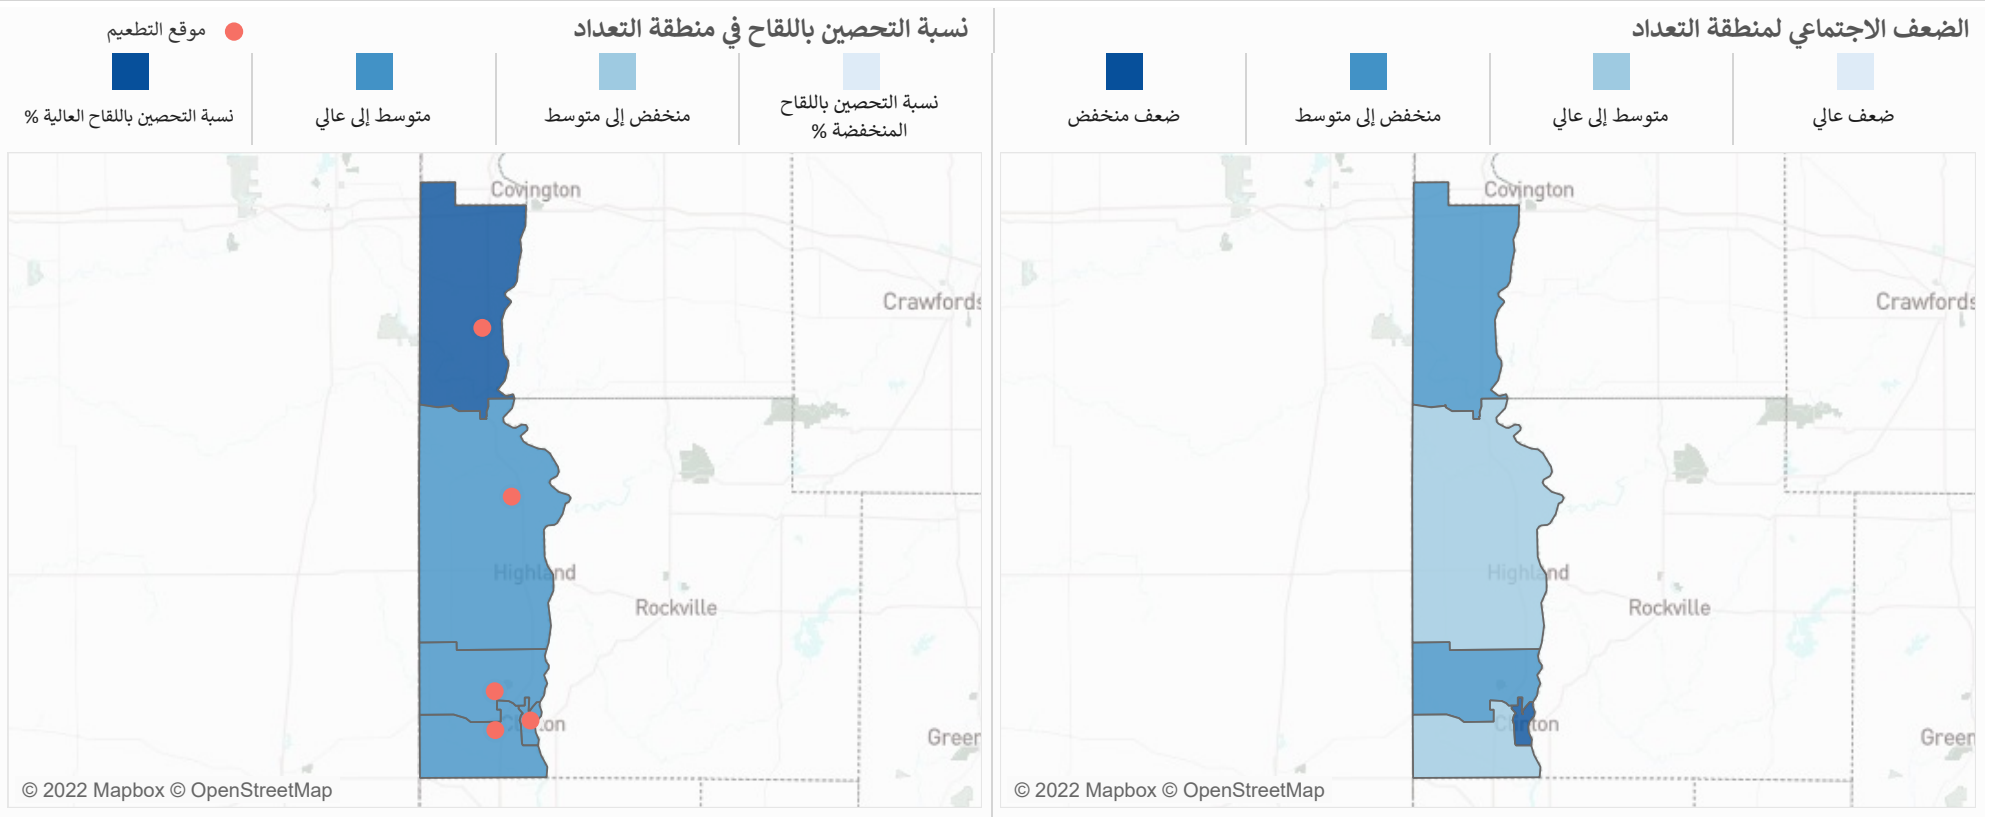 الضعف الاجتماعي لمنطقة التعداد
ضعف عالي
متوسط إلى عالي
منخفض إلى متوسط
ضعف منخفض
Covington
Crawfords
Highland
Rockville
Clinton
Green
© 2022 Mapbox © OpenStreetMap
نسبة التحصين باللقاح في منطقة التعداد
موقع التطعيم
نسبة التحصين باللقاح
المنخفضة %
منخفض إلى متوسط
متوسط إلى عالي
نسبة التحصين باللقاح العالية %
Covington
Crawfords
Highland
Rockville
Clinton
Green
© 2022 Mapbox © OpenStreetMap